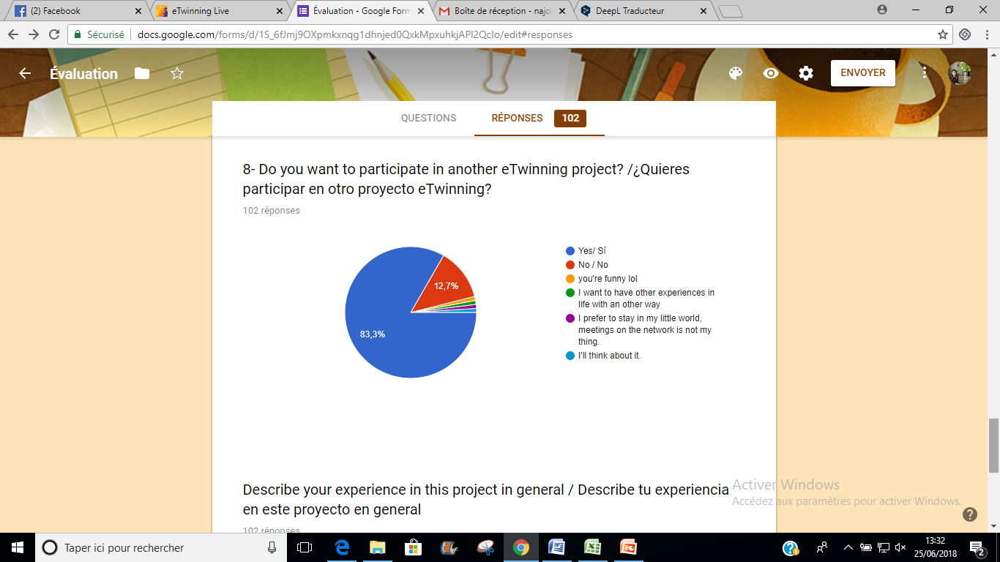 (2) Facebook
eTwinning Live
Évaluation - Google Form
Boîte de réception - najo
DeepL Traducteur
Sécurisé
docs.google.com/forms/d/1S_6fJmj9OXpmkxnqg1dhnjed0QxkMpxuhkjAPl2QcIo/edit#responses
Évaluation
ENVOYER
QUESTIONS
RÉPONSES 102
8- Do you want to participate in another eTwinning project? /¿Quieres
participar en otro proyecto eTwinning?
102 réponses
12,7%
83,3%
Yes/ Sí
No / No
you're funny lol
I want to have other experiences in
life with an other way
I prefer to stay in my little world,
meetings on the network is not my
thing.
I'll think about it.
Describe your experience in this project in general / Describe tu experiencia
en este proyecto en general
102 réponses
Activer Windows
Accédez aux paramètres pour activer Windows.
Taper ici pour rechercher
13:32
25/06/2018
2